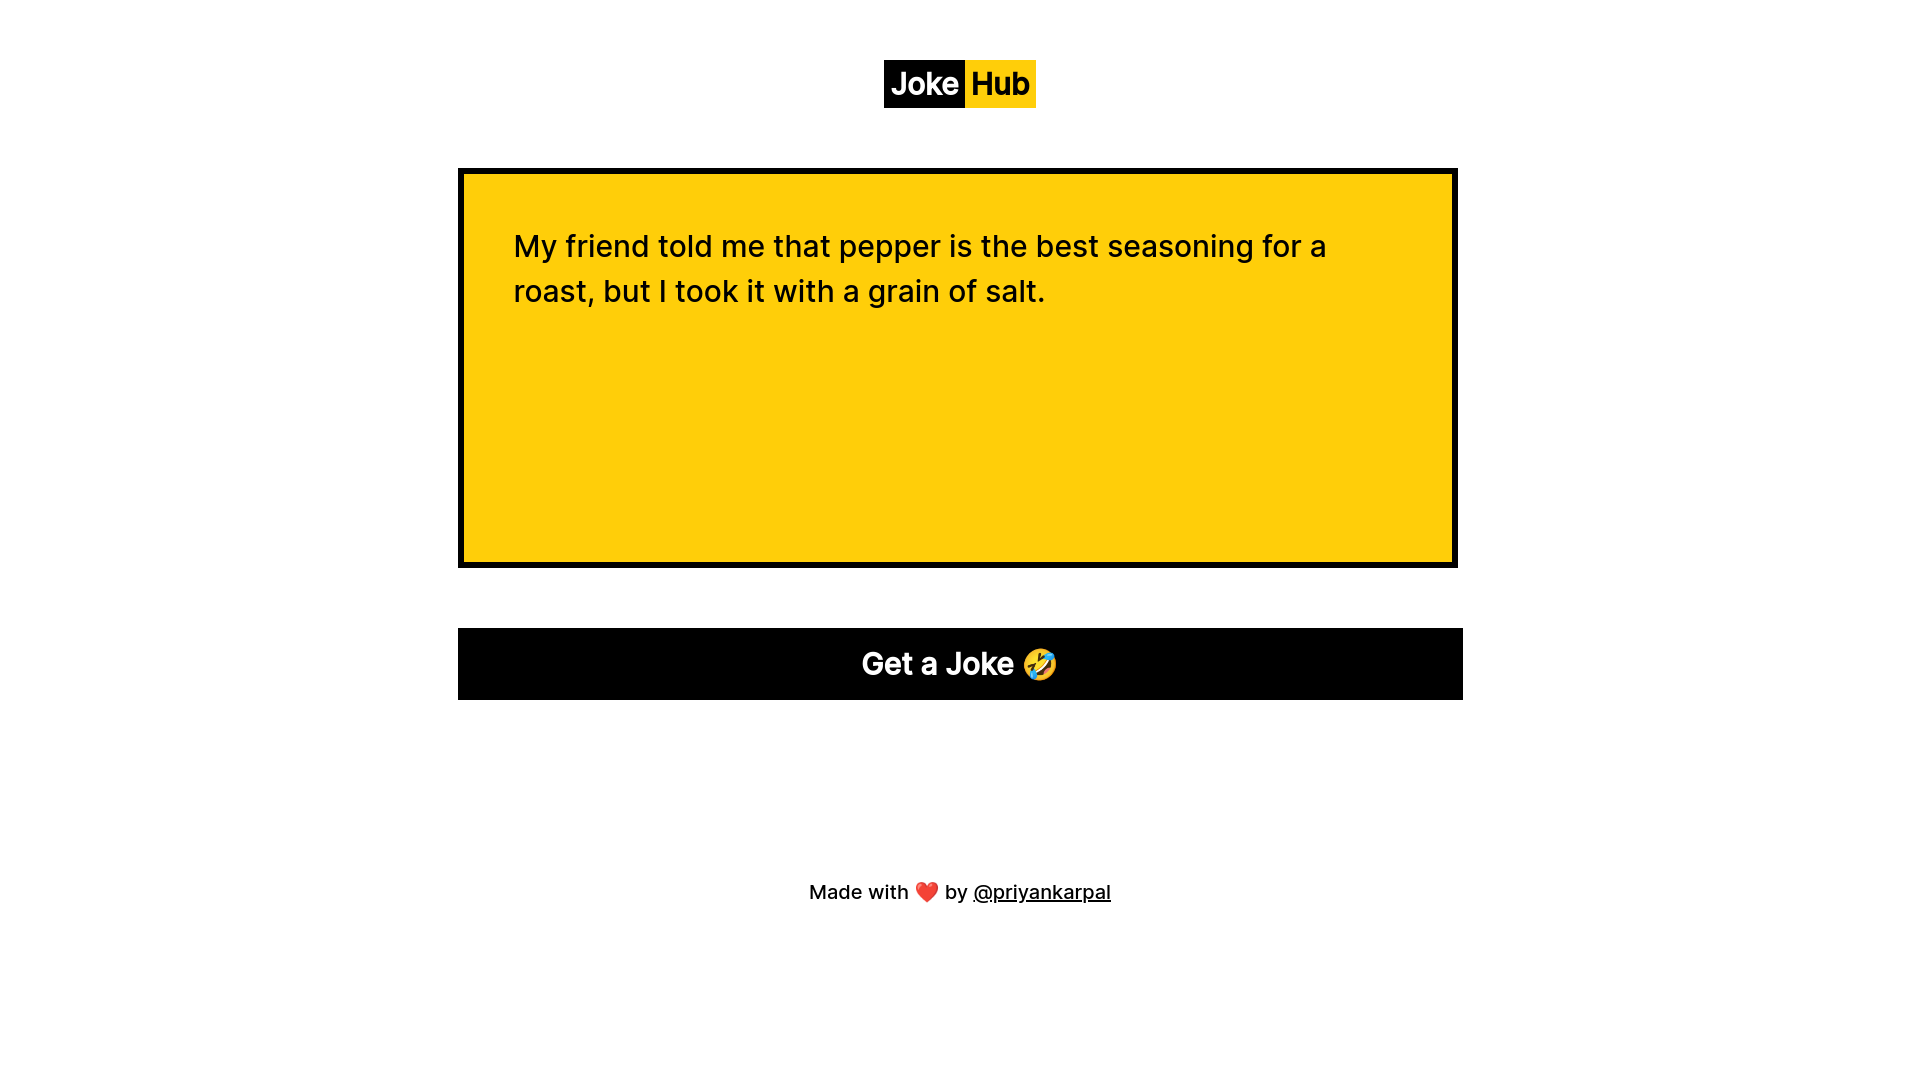 Joke Hub
My friend told me that pepper is the best seasoning for a
roast, but I took it with a grain of salt.
Get a Joke 🤣
Made with ❤️ by @priyankarpal